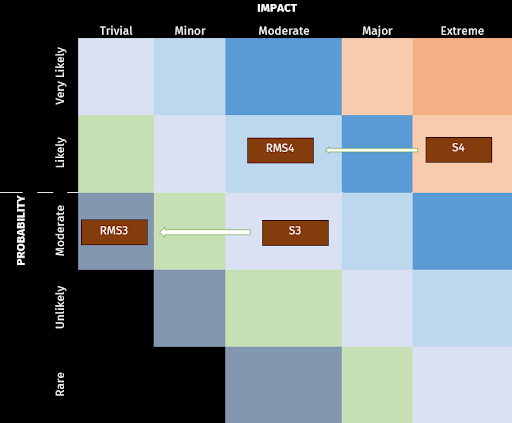 IMPACT
Trivial Minor Moderate Major Extreme
Very Likely
Likely
RMS4 S4
PROBABILITY
Moderate
RMS3 S3
Unlikely
Rare